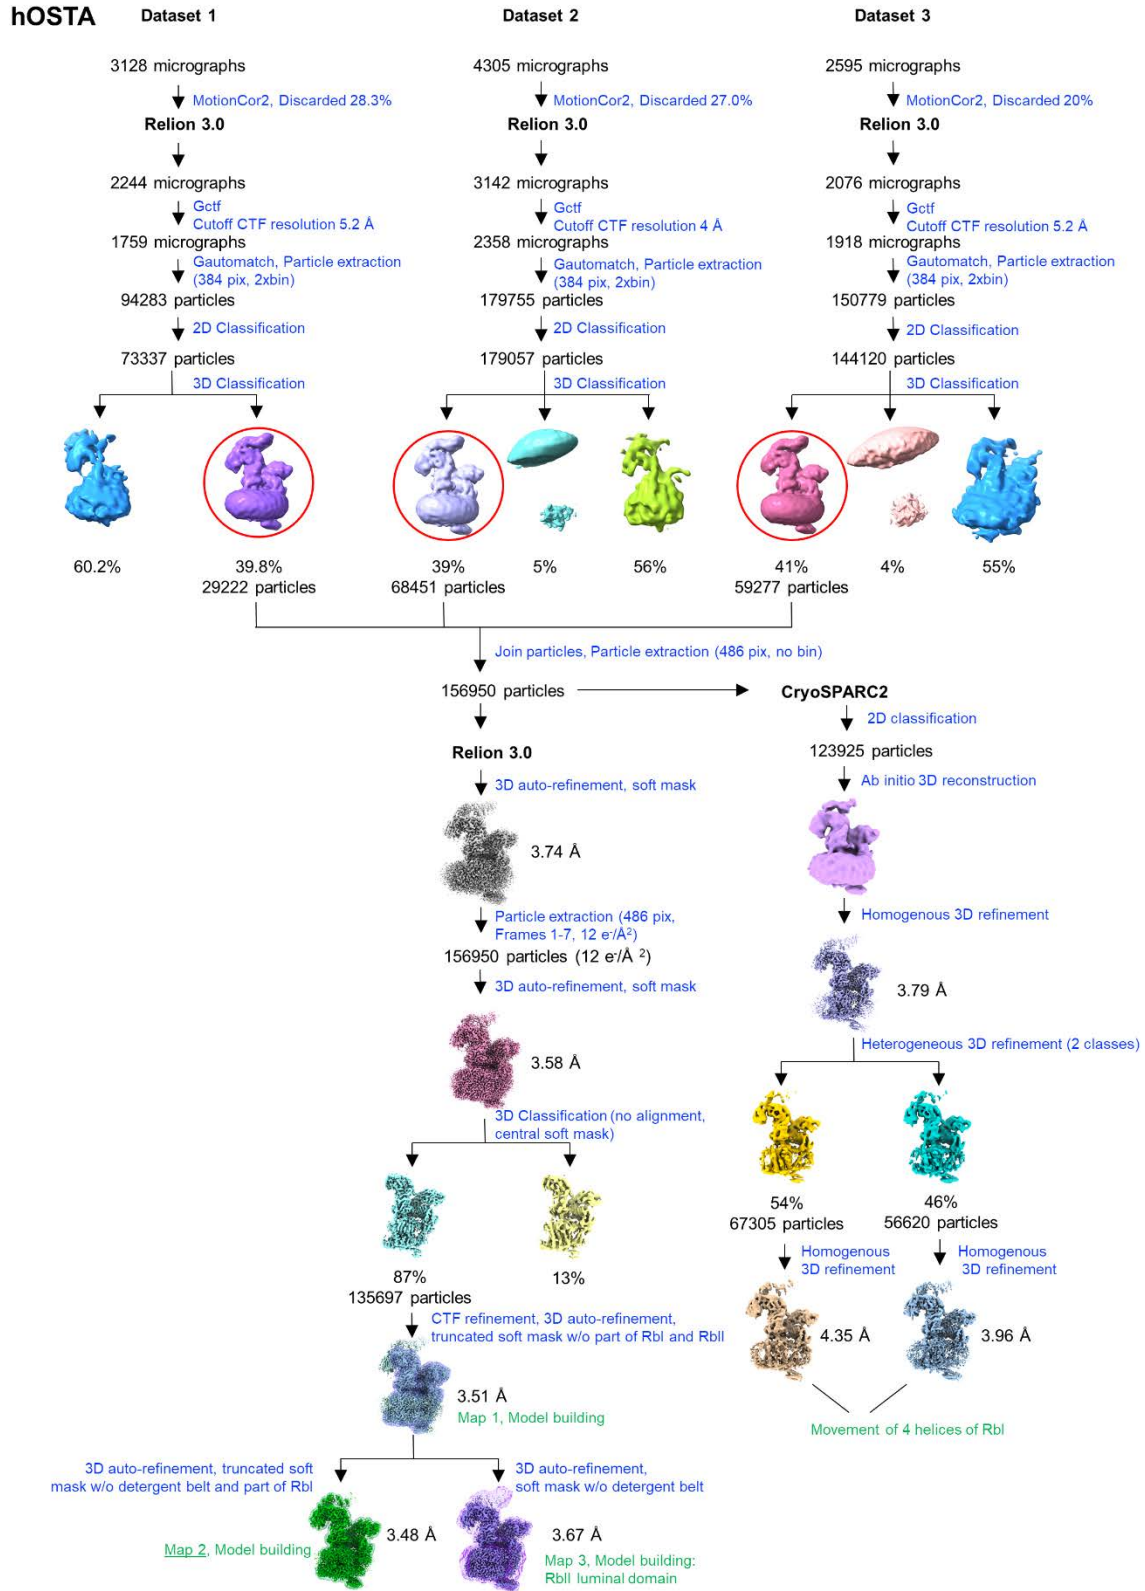 hOSTA
Dataset 1
Dataset 2
Dataset 3
3128 micrographs
4305 micrographs
2595 micrographs
MotionCor2, Discarded 28.3%
MotionCor2, Discarded 27.0%
MotionCor2, Discarded 20%
Relion 3.0
Relion 3.0
Relion 3.0
2244 micrographs
3142 micrographs
2076 micrographs
Gctf
Cutoff CTF resolution 5.2 Å
Gctf
Cutoff CTF resolution 4 Å
Gctf
Cutoff CTF resolution 5.2 Å
1759 micrographs
2358 micrographs
1918 micrographs
Gautomatch, Particle extraction
(384 pix, 2xbin)
Gautomatch, Particle extraction
(384 pix, 2xbin)
Gautomatch, Particle extraction
(384 pix, 2xbin)
94283 particles
179755 particles
150779 particles
2D Classification
2D Classification
2D Classification
73337 particles
179057 particles
144120 particles
3D Classification
3D Classification
3D Classification
60.2%
39.8%
29222 particles
39%
68451 particles
5%
56%
41%
59277 particles
4%
55%
Join particles, Particle extraction (486 pix, no bin)
156950 particles
CryoSPARC2
2D classification
Relion 3.0
123925 particles
3D auto-refinement, soft mask
Ab initio 3D reconstruction
3.74 Å
Particle extraction (486 pix,
Frames 1-7, 12 e⁻/Å²)
Homogenous 3D refinement
156950 particles (12 e⁻/Å ²)
3D auto-refinement, soft mask
3.79 Å
Heterogeneous 3D refinement (2 classes)
3.58 Å
3D Classification (no alignment,
central soft mask)
54%
67305 particles
46%
56620 particles
Homogenous
3D refinement
Homogenous
3D refinement
87%
135697 particles
13%
4.35 Å
3.96 Å
CTF refinement, 3D auto-refinement,
truncated soft mask w/o part of RbI and RbII
3.51 Å
Map 1, Model building
Movement of 4 helices of RbI
3D auto-refinement, truncated soft
mask w/o detergent belt and part of RbI
3D auto-refinement,
soft mask w/o detergent belt
3.48 Å
Map 2, Model building
3.67 Å
Map 3, Model building:
RbII luminal domain